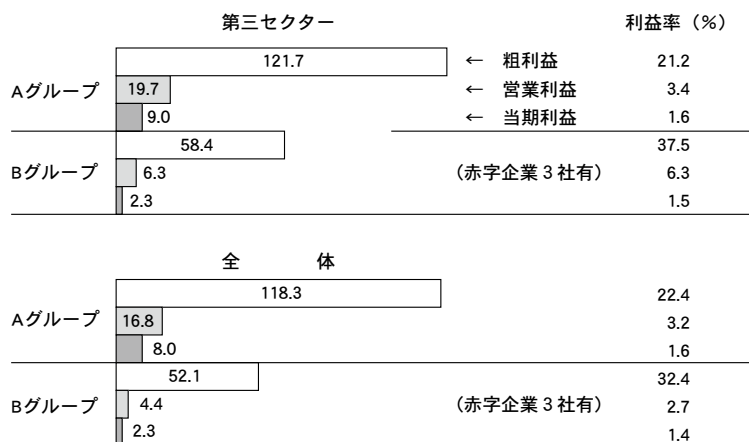 第三セクター 利益率（％）
121.7 ← 粗利益 21.2
Aグループ 19.7 ← 営業利益 3.4
9.0 ← 当期利益 1.6
58.4 37.5
Bグループ 6.3 （赤字企業3社有） 6.3
2.3 1.5
全体
118.3 22.4
Aグループ 16.8 3.2
8.0 1.6
52.1 32.4
Bグループ 4.4 （赤字企業3社有） 2.7
2.3 1.4